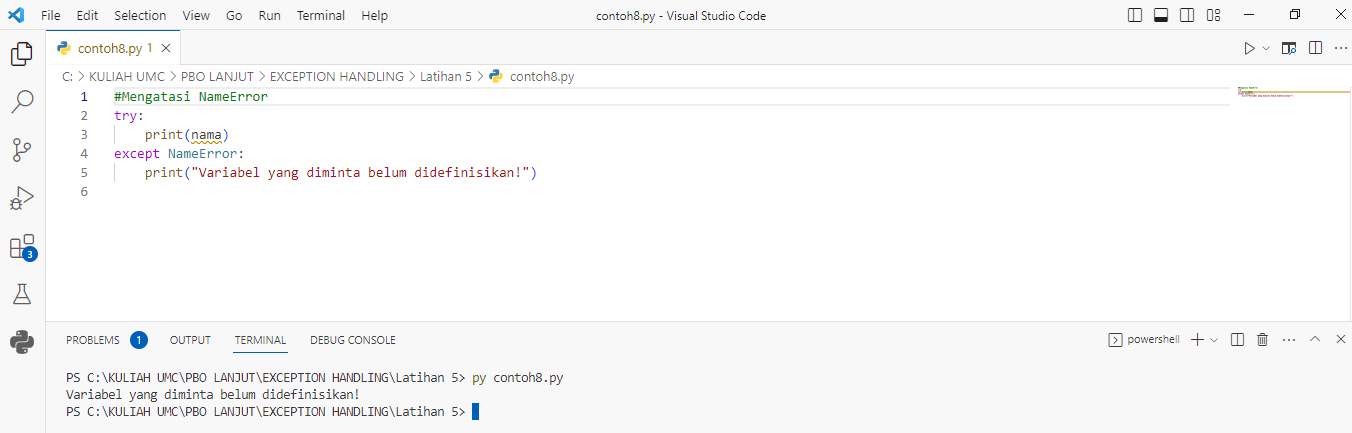 File Edit Selection View Go Run Terminal Help contoh8.py - Visual Studio Code
contoh8.py 1
C: > KULIAH UMC > PBO LANJUT > EXCEPTION HANDLING > Latihan 5 > contoh8.py
1 #Mengatasi NameError
2 try:
3     print(nama)
4 except NameError:
5     print("Variabel yang diminta belum didefinisikan!")
6
3
PROBLEMS 1 OUTPUT TERMINAL DEBUG CONSOLE powershell
PS C:\KULIAH UMC\PBO LANJUT\EXCEPTION HANDLING\Latihan 5> py contoh8.py
Variabel yang diminta belum didefinisikan!
PS C:\KULIAH UMC\PBO LANJUT\EXCEPTION HANDLING\Latihan 5>